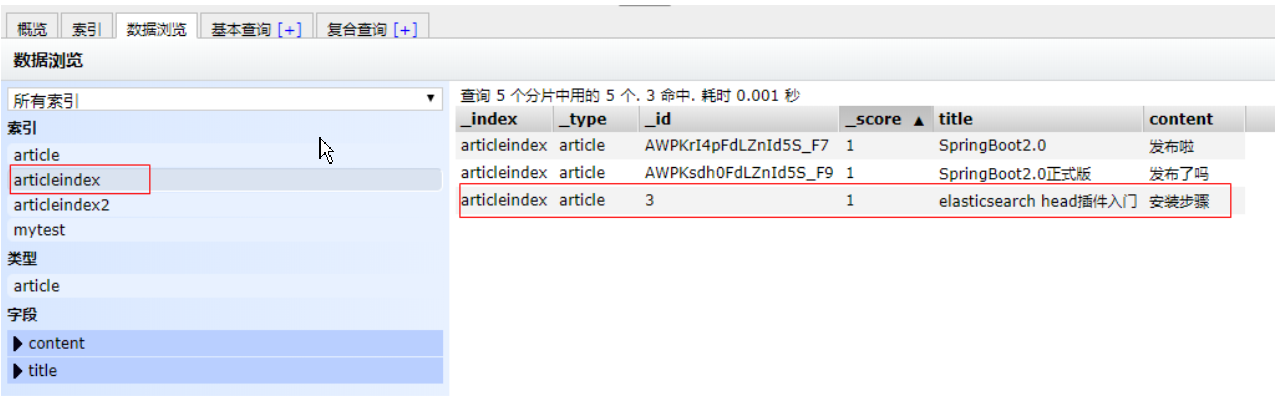 概览 索引 数据浏览 基本查询 [+] 复合查询 [+]
数据浏览
所有索引
索引
article
articleindex
articleindex2
mytest
类型
article
字段
content
title
查询 5 个分片中用的 5 个. 3 命中. 耗时 0.001 秒
_index _type _id _score ▲ title content
articleindex article AWPKrI4pFdLZnId5S_F7 1 SpringBoot2.0 发布啦
articleindex article AWPKsdh0FdLZnId5S_F9 1 SpringBoot2.0正式版 发布了吗
articleindex article 3 1 elasticsearch head插件入门 安装步骤